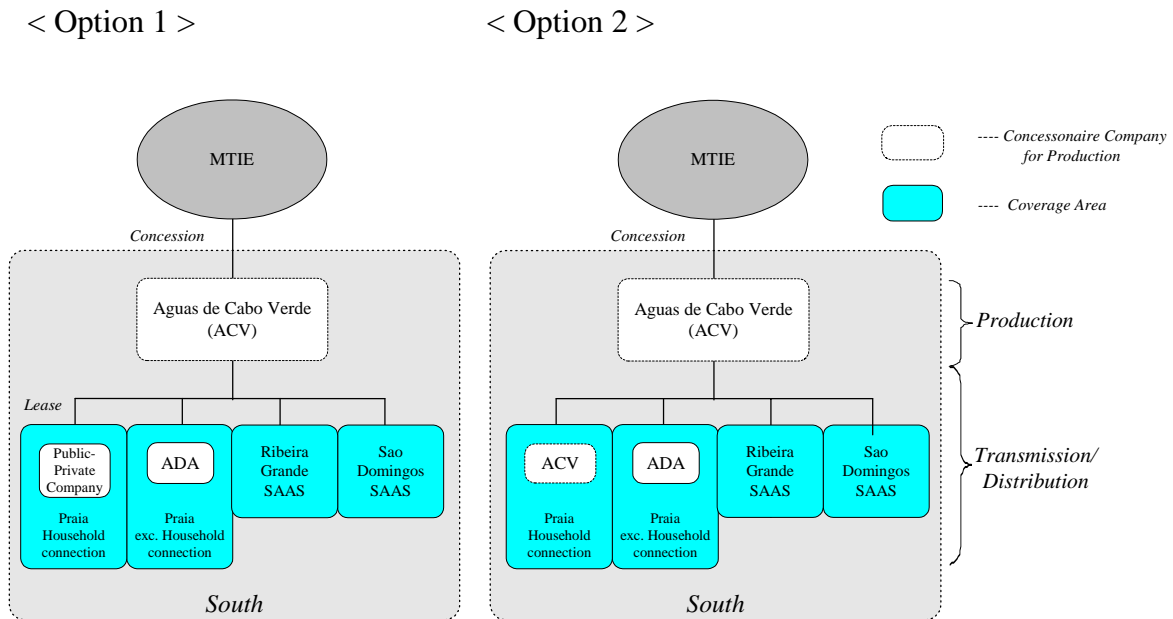 < Option 1 >
< Option 2 >
MTIE
Concession
Aguas de Cabo Verde
(ACV)
Lease
Public-
Private
Company
Praia
Household
connection
ADA
Praia
exc. Household
connection
Ribeira
Grande
SAAS
Sao
Domingos
SAAS
South
MTIE
Concession
Aguas de Cabo Verde
(ACV)
ACV
Praia
Household
connection
ADA
Praia
exc. Household
connection
Ribeira
Grande
SAAS
Sao
Domingos
SAAS
South
---- Concessonaire Company
for Production
---- Coverage Area
Production
Transmission/
Distribution